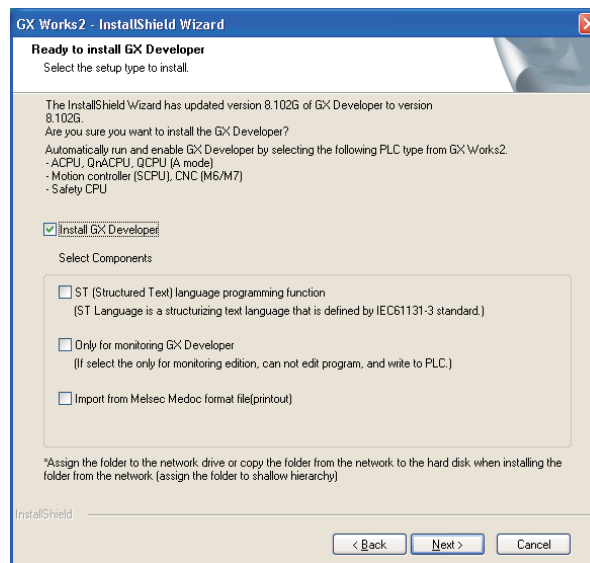 GX Works2 - InstallShield Wizard
Ready to install GX Developer
Select the setup type to install.
The InstallShield Wizard has updated version 8.102G of GX Developer to version
8.102G.
Are you sure you want to install the GX Developer?
Automatically run and enable GX Developer by selecting the following PLC type from GX Works2.
- ACPU, QnACPU, QCPU (A mode)
- Motion controller (SCPU), CNC (M6/M7)
- Safety CPU
Install GX Developer
Select Components
ST (Structured Text) language programming function
(ST Language is a structurizing text language that is defined by IEC61131-3 standard.)
Only for monitoring GX Developer
(If select the only for monitoring edition, can not edit program, and write to PLC.)
Import from Melsec Medoc format file(printout)
*Assign the folder to the network drive or copy the folder from the network to the hard disk when installing the
folder from the network (assign the folder to shallow hierarchy)
InstallShield
< Back Next > Cancel